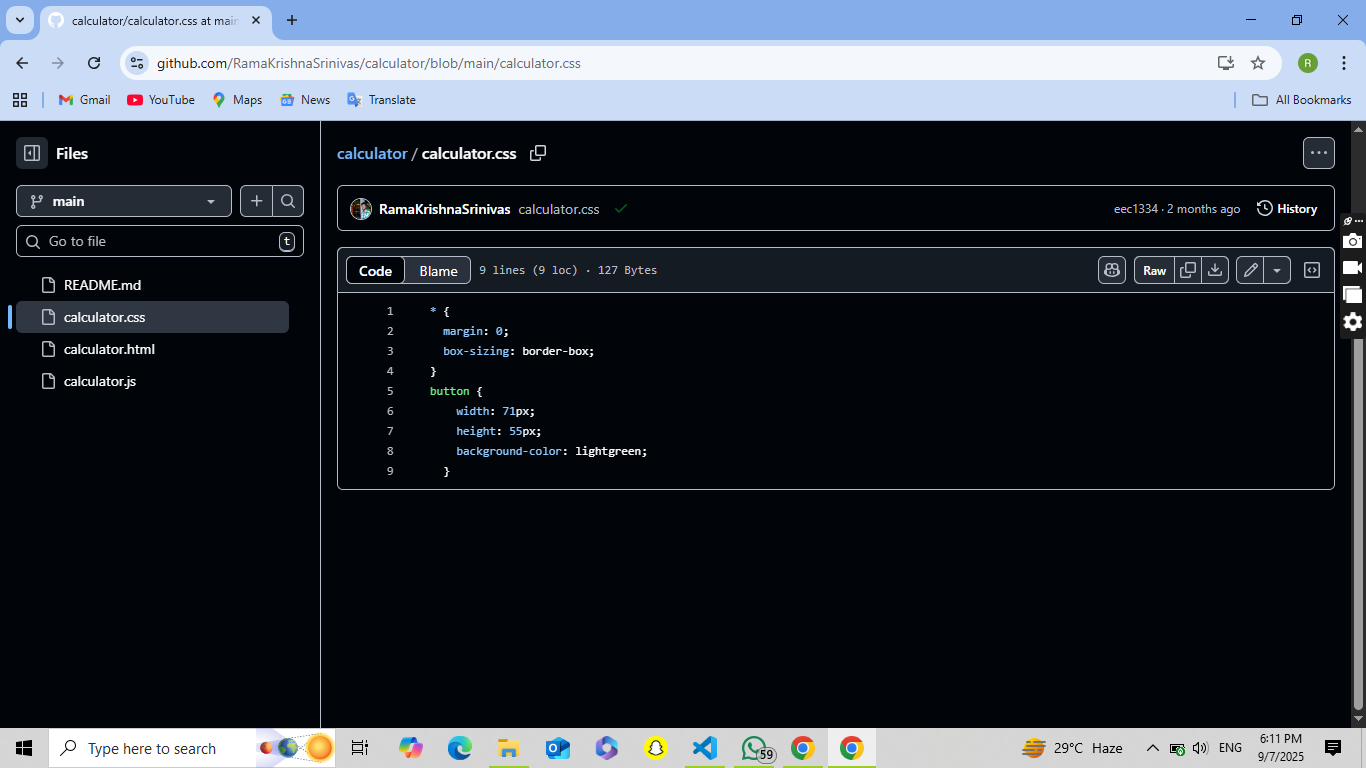 calculator/calculator.css at main
github.com/RamaKrishnaSrinivas/calculator/blob/main/calculator.css
R
Gmail
YouTube
Maps
News
Translate
All Bookmarks
Files
calculator / calculator.css
main
RamaKrishnaSrinivas calculator.css
eec1334 · 2 months ago
History
Go to file
t
Code
Blame
9 lines (9 loc) · 127 Bytes
Raw
README.md
calculator.css
calculator.html
calculator.js
1 * {
2 margin: 0;
3 box-sizing: border-box;
4 }
5 button {
6 width: 71px;
7 height: 55px;
8 background-color: lightgreen;
9 }
Type here to search
59
29°C Haze
ENG
6:11 PM
9/7/2025